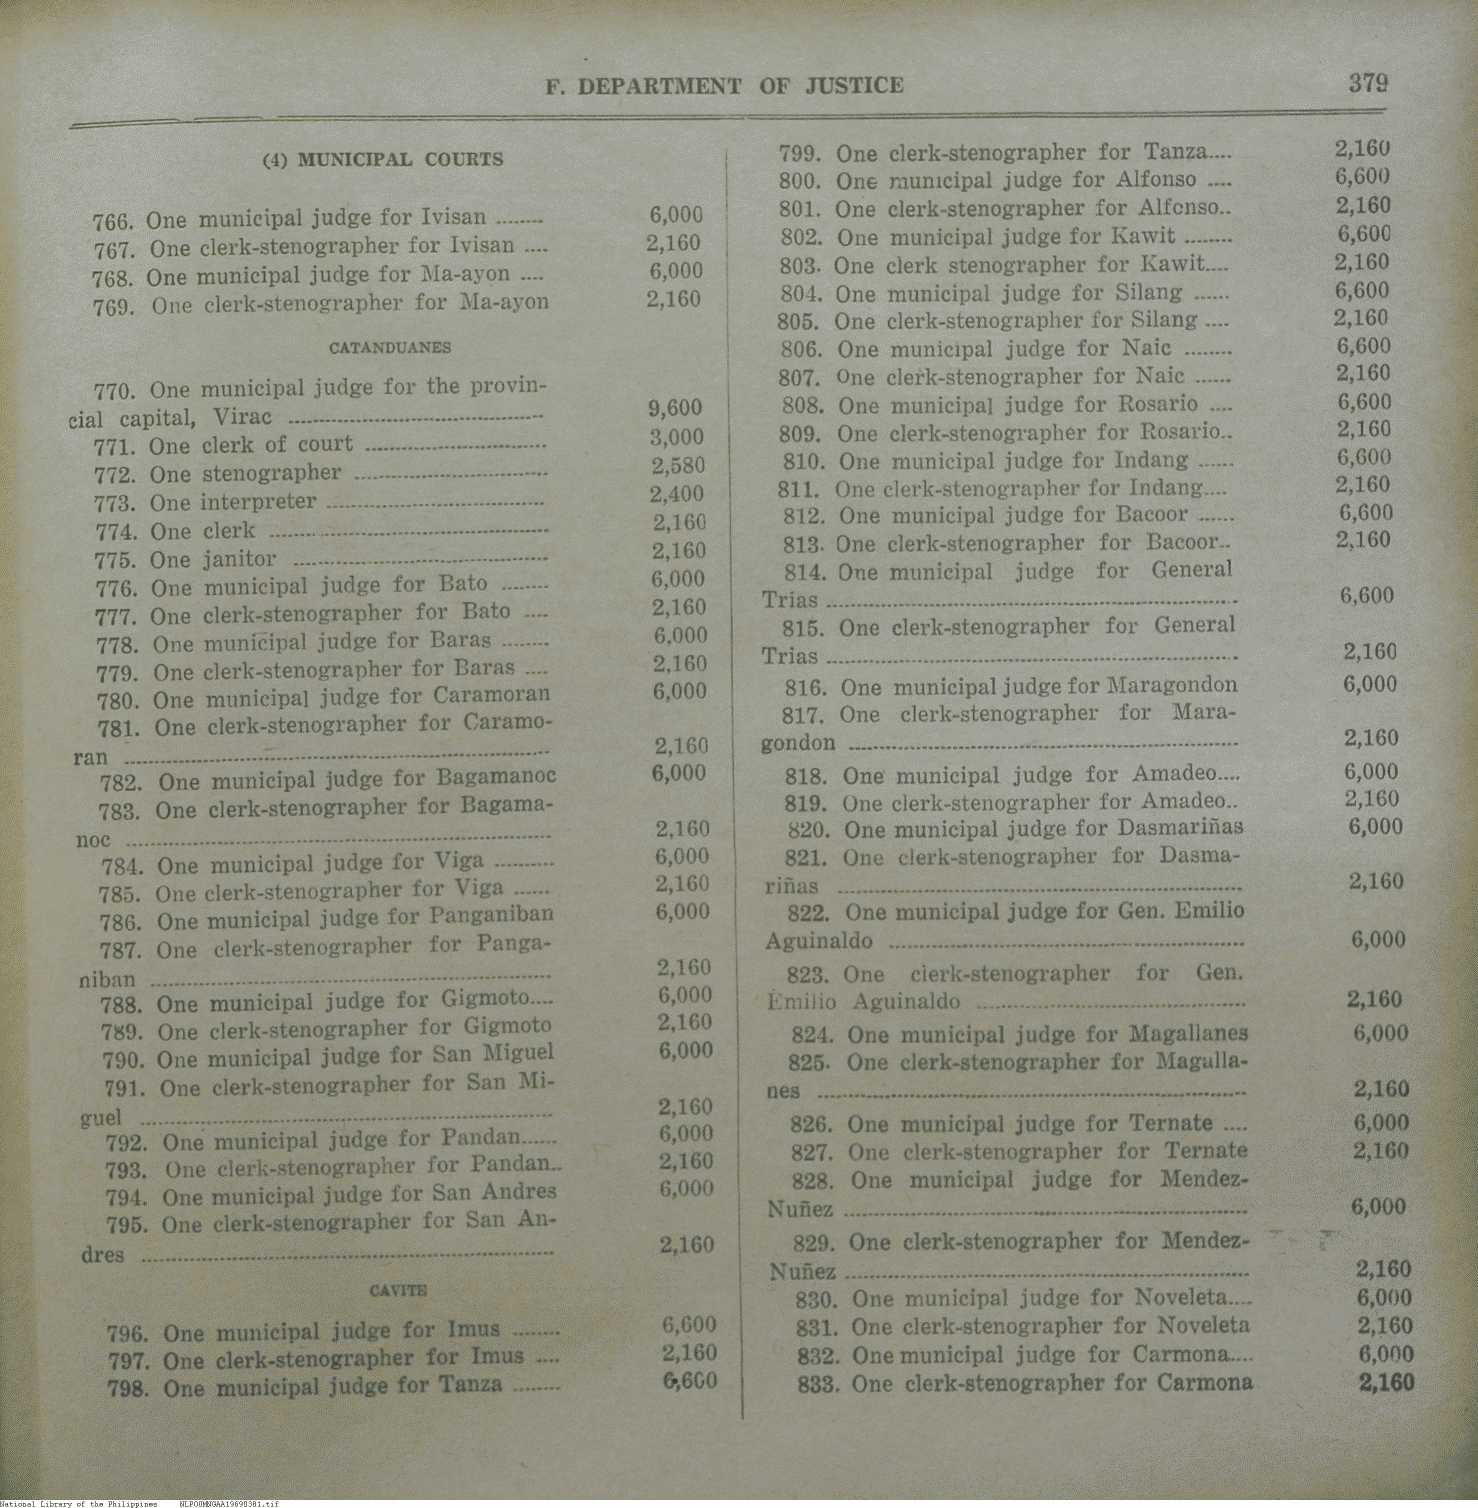 F. DEPARTMENT OF JUSTICE 379
(4) MUNICIPAL COURTS
766. One municipal judge for Ivisan ........ 6,000
767. One clerk-stenographer for Ivisan .... 2,160
768. One municipal judge for Ma-ayon .... 6,000
769. One clerk-stenographer for Ma-ayon 2,160
CATANDUANES
770. One municipal judge for the provin-
cial capital, Virac ........ 9,600
771. One clerk of court ........ 3,000
772. One stenographer ........ 2,580
773. One interpreter ........ 2,400
774. One clerk ........ 2,160
775. One janitor ........ 2,160
776. One municipal judge for Bato ........ 6,000
777. One clerk-stenographer for Bato .... 2,160
778. One municipal judge for Baras ........ 6,000
779. One clerk-stenographer for Baras .... 2,160
780. One municipal judge for Caramoran 6,000
781. One clerk-stenographer for Caramo-
ran ........ 2,160
782. One municipal judge for Bagamanoc 6,000
783. One clerk-stenographer for Bagama-
noc ........ 2,160
784. One municipal judge for Viga .......... 6,000
785. One clerk-stenographer for Viga ...... 2,160
786. One municipal judge for Panganiban 6,000
787. One clerk-stenographer for Panga-
niban ........ 2,160
788. One municipal judge for Gigmoto.... 6,000
789. One clerk-stenographer for Gigmoto 2,160
790. One municipal judge for San Miguel 6,000
791. One clerk-stenographer for San Mi-
guel ........ 2,160
792. One municipal judge for Pandan...... 6,000
793. One clerk-stenographer for Pandan.. 2,160
794. One municipal judge for San Andres 6,000
795. One clerk-stenographer for San An-
dres ........ 2,160
CAVITE
796. One municipal judge for Imus ........ 6,600
797. One clerk-stenographer for Imus .... 2,160
798. One municipal judge for Tanza ........ 6,600
799. One clerk-stenographer for Tanza.... 2,160
800. One municipal judge for Alfonso .... 6,600
801. One clerk-stenographer for Alfonso.. 2,160
802. One municipal judge for Kawit ........ 6,600
803. One clerk stenographer for Kawit.... 2,160
804. One municipal judge for Silang ...... 6,600
805. One clerk-stenographer for Silang .... 2,160
806. One municipal judge for Naic ........ 6,600
807. One clerk-stenographer for Naic ...... 2,160
808. One municipal judge for Rosario .... 6,600
809. One clerk-stenographer for Rosario.. 2,160
810. One municipal judge for Indang ...... 6,600
811. One clerk-stenographer for Indang.... 2,160
812. One municipal judge for Bacoor ...... 6,600
813. One clerk-stenographer for Bacoor.. 2,160
814. One municipal judge for General
Trias ........ 6,600
815. One clerk-stenographer for General
Trias ........ 2,160
816. One municipal judge for Maragondon 6,000
817. One clerk-stenographer for Mara-
gondon ........ 2,160
818. One municipal judge for Amadeo.... 6,000
819. One clerk-stenographer for Amadeo.. 2,160
820. One municipal judge for Dasmariñas 6,000
821. One clerk-stenographer for Dasma-
riñas ........ 2,160
822. One municipal judge for Gen. Emilio
Aguinaldo ........ 6,000
823. One clerk-stenographer for Gen.
Emilio Aguinaldo ........ 2,160
824. One municipal judge for Magallanes 6,000
825. One clerk-stenographer for Magalla-
nes ........ 2,160
826. One municipal judge for Ternate .... 6,000
827. One clerk-stenographer for Ternate 2,160
828. One municipal judge for Mendez-
Nuñez ........ 6,000
829. One clerk-stenographer for Mendez-
Nuñez ........ 2,160
830. One municipal judge for Noveleta.... 6,000
831. One clerk-stenographer for Noveleta 2,160
832. One municipal judge for Carmona.... 6,000
833. One clerk-stenographer for Carmona 2,160
National Library of the Philippines NLPO0MNGAA19690381.tif